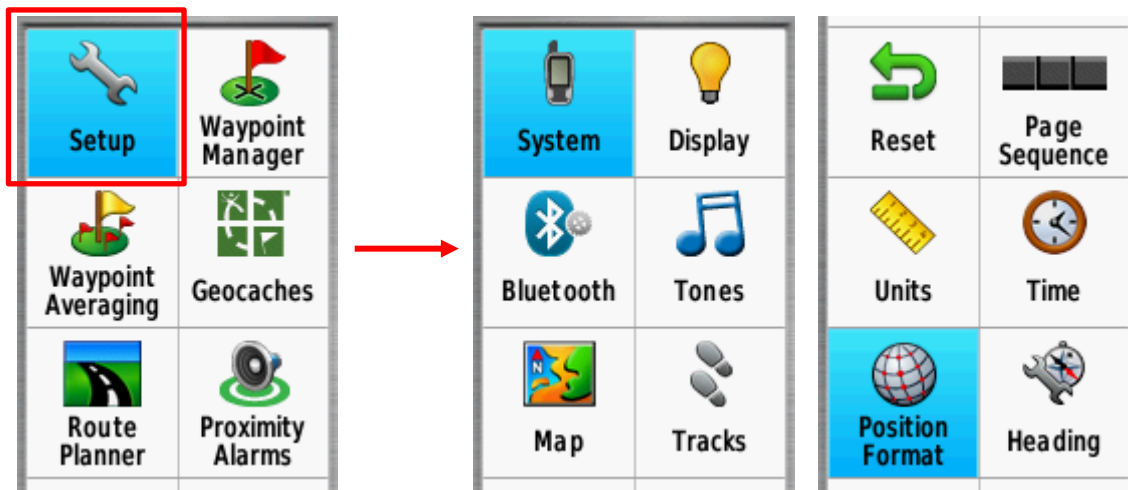 Setup
Waypoint
Manager
Waypoint
Averaging
Geocaches
Route
Planner
Proximity
Alarms
System
Display
Bluetooth
Tones
N
Map
Tracks
Reset
Page
Sequence
Units
Time
Position
Format
Heading